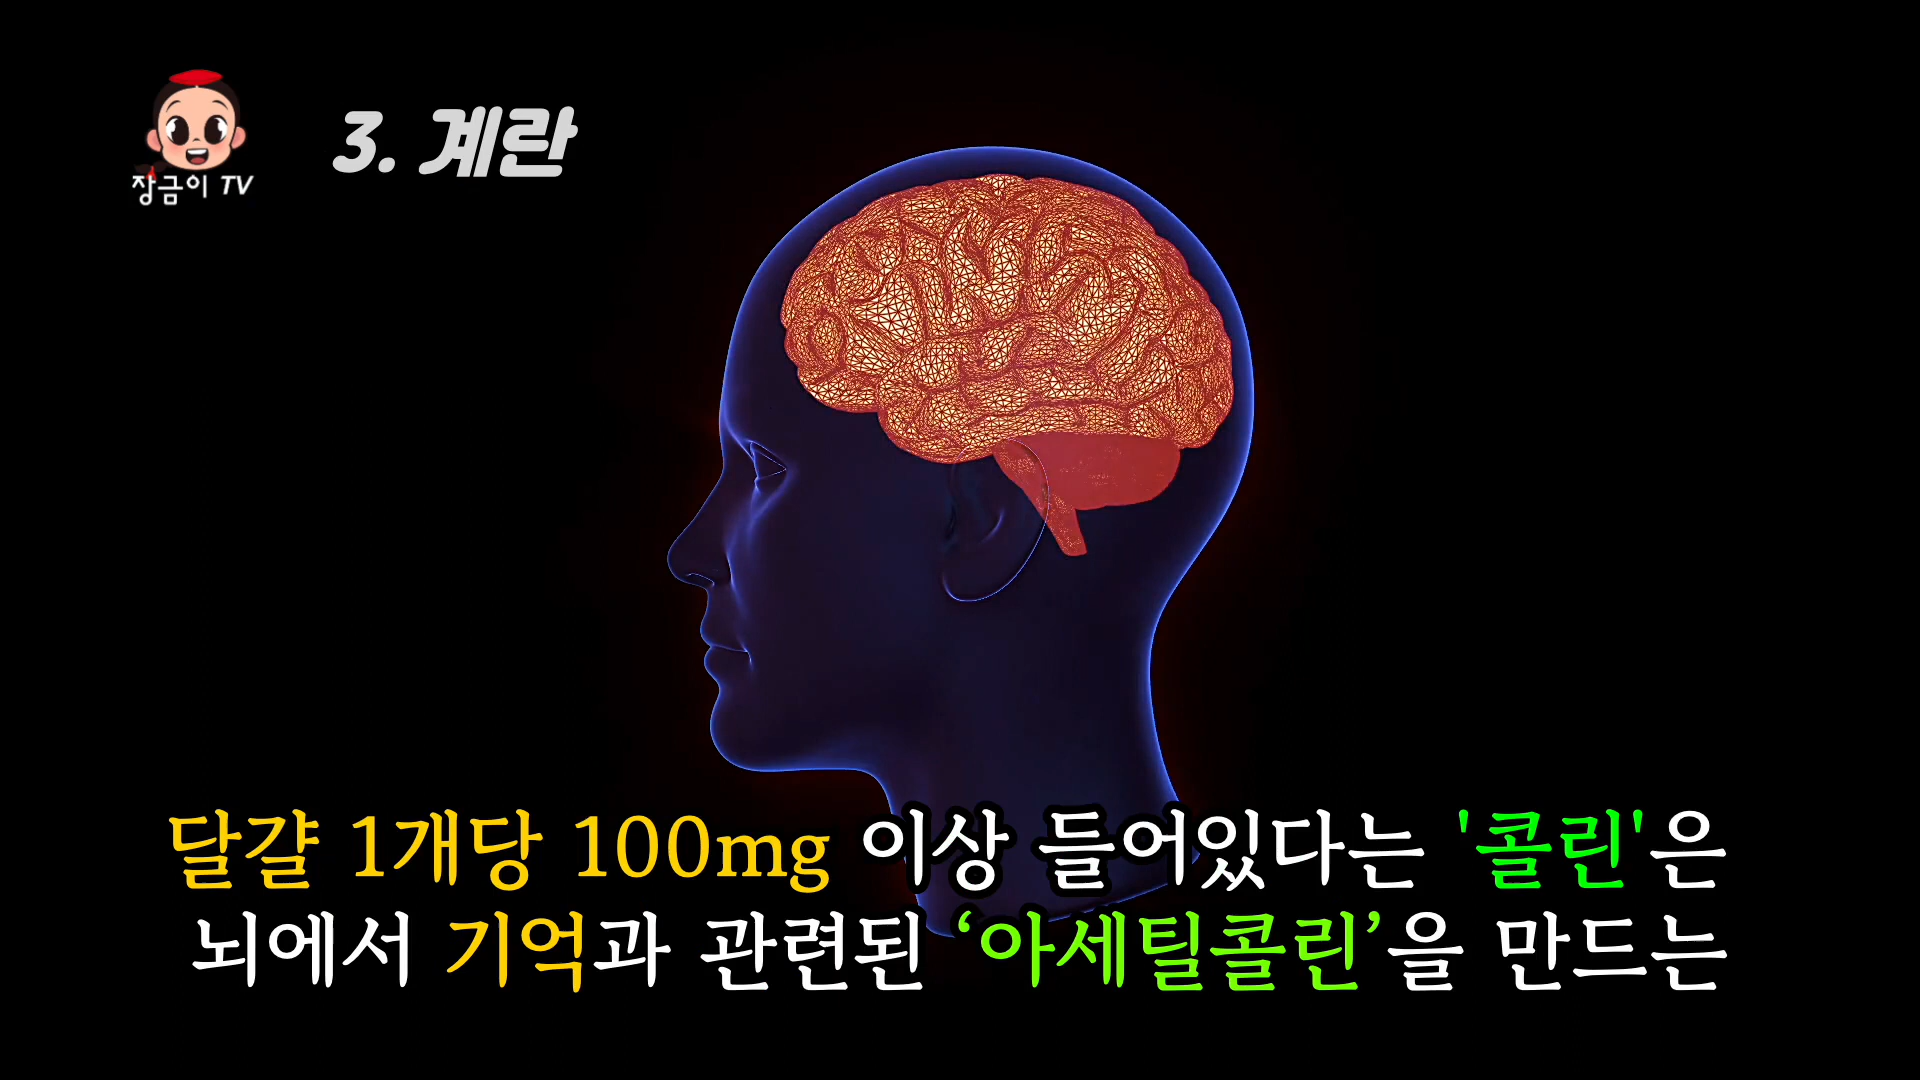 장금이 TV
3. 계란
달걀 1개당 100mg 이상 들어있다는 '콜린'은
뇌에서 기억과 관련된 ‘아세틸콜린’을 만드는